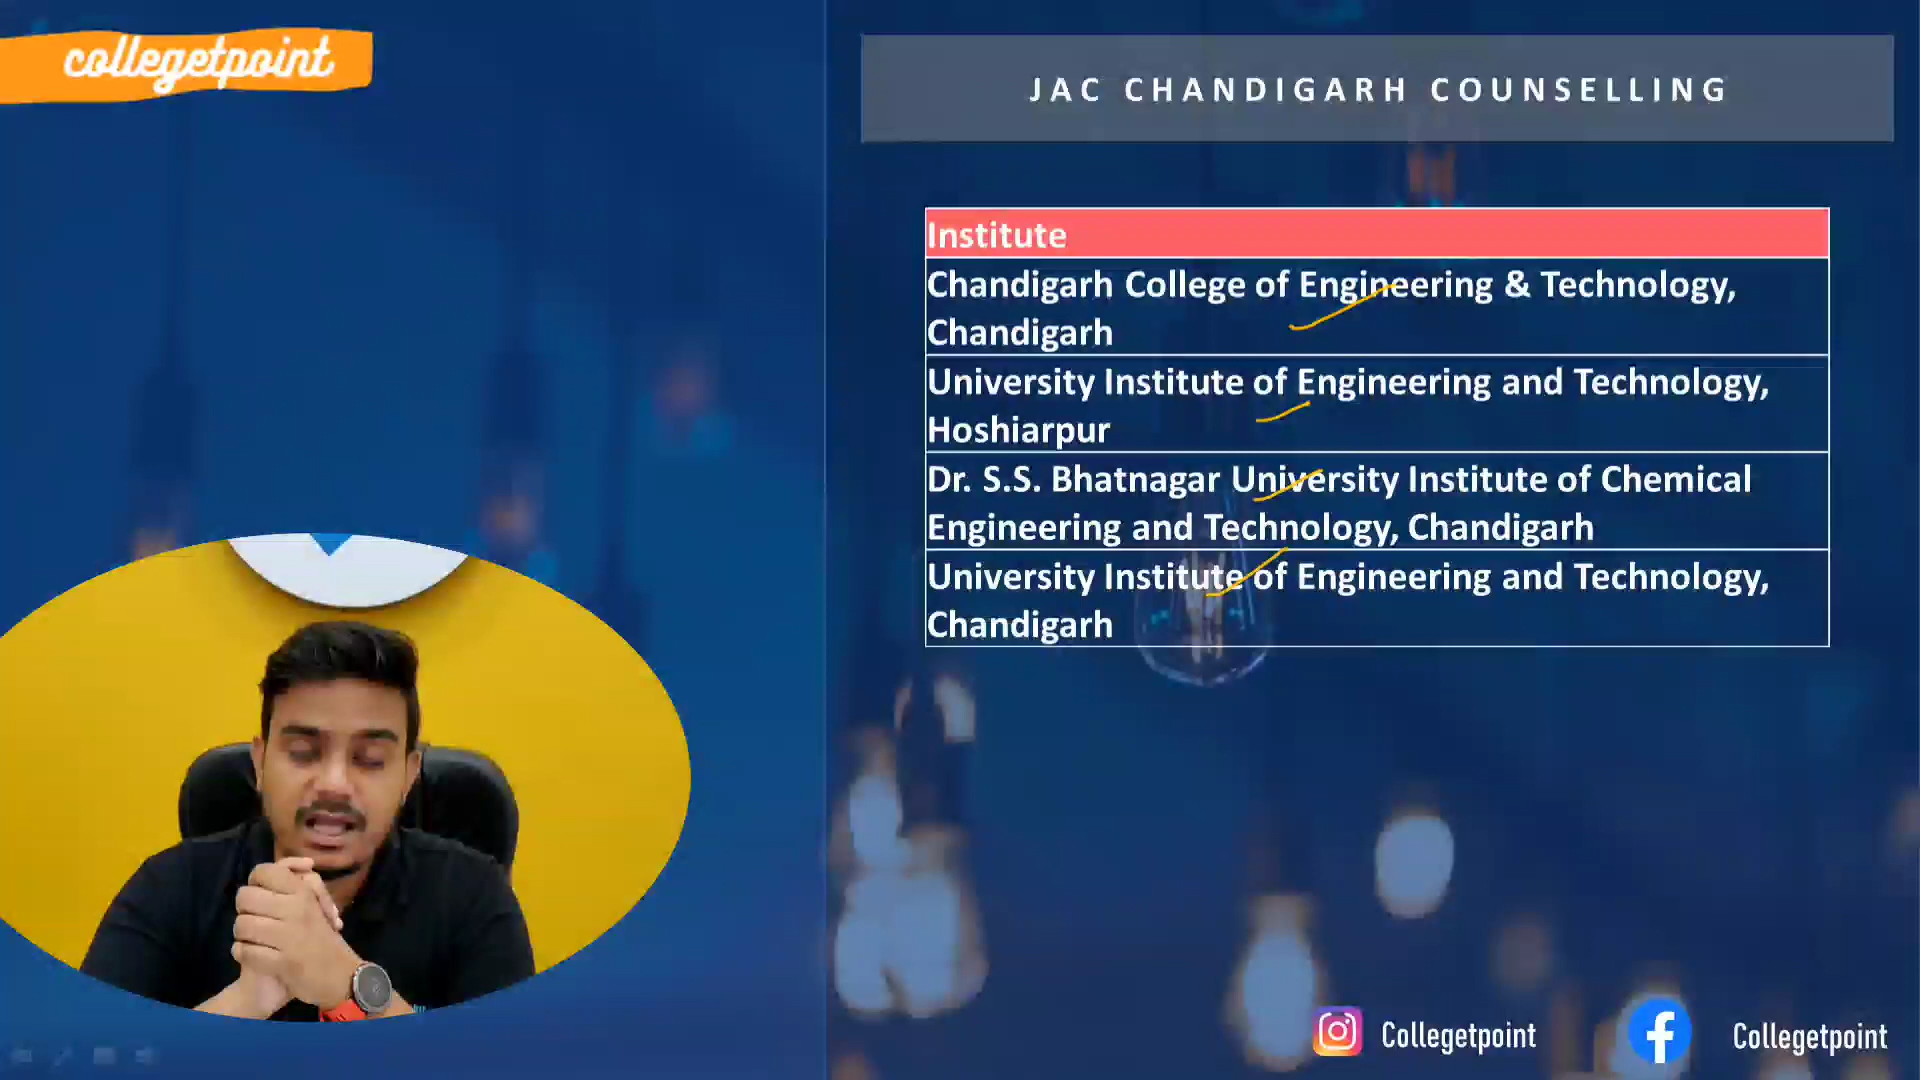 collegetpoint
JAC CHANDIGARH COUNSELLING
Institute
Chandigarh College of Engineering & Technology,
Chandigarh
University Institute of Engineering and Technology,
Hoshiarpur
Dr. S.S. Bhatnagar University Institute of Chemical
Engineering and Technology, Chandigarh
University Institute of Engineering and Technology,
Chandigarh
Collegetpoint
Collegetpoint